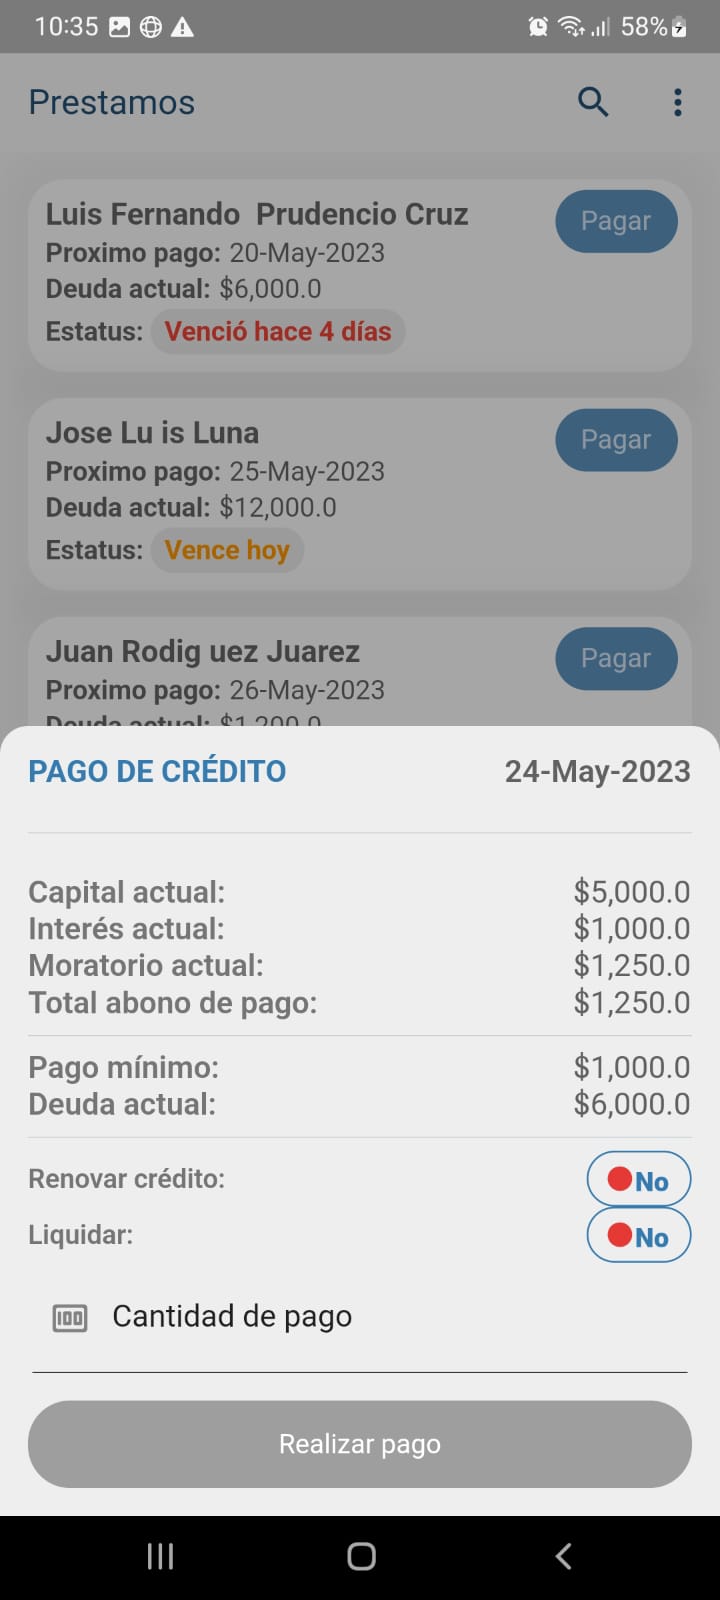 10:35 58%
Prestamos
Luis Fernando  Prudencio Cruz
Pagar
Proximo pago: 20-May-2023
Deuda actual: $6,000.0
Estatus: Venció hace 4 días
Jose Lu is Luna
Pagar
Proximo pago: 25-May-2023
Deuda actual: $12,000.0
Estatus: Vence hoy
Juan Rodig uez Juarez
Pagar
Proximo pago: 26-May-2023
Deuda actual: $1,200.0
PAGO DE CRÉDITO 24-May-2023
Capital actual: $5,000.0
Interés actual: $1,000.0
Moratorio actual: $1,250.0
Total abono de pago: $1,250.0
Pago mínimo: $1,000.0
Deuda actual: $6,000.0
Renovar crédito: No
Liquidar: No
Cantidad de pago
Realizar pago